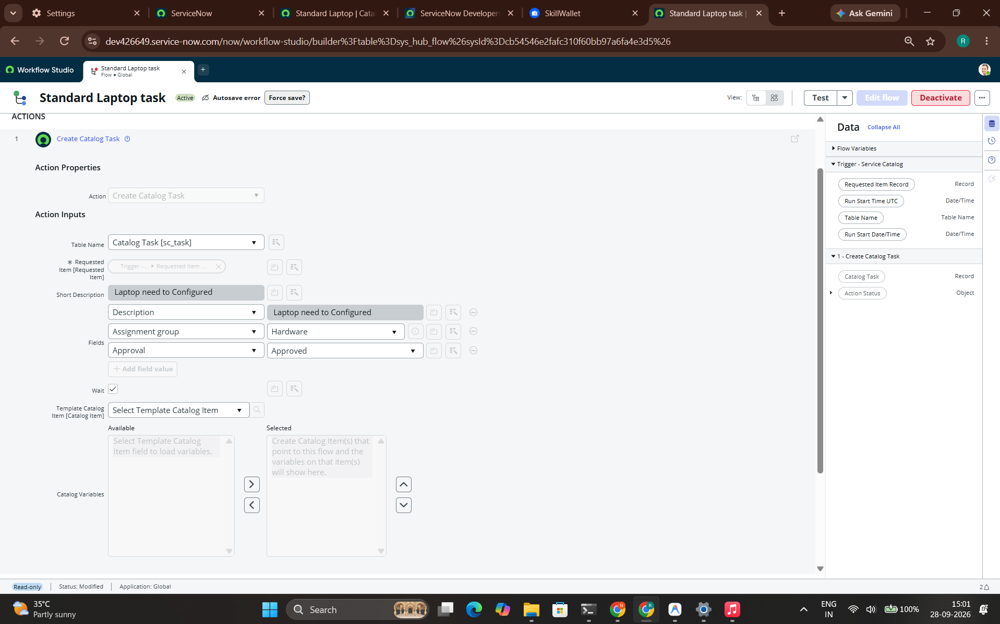 Settings
ServiceNow
Standard Laptop | Cata
ServiceNow Developer
SkillWallet
Standard Laptop task |
Ask Gemini
dev426649.service-now.com/now/workflow-studio/builder%3Ftable%3Dsys_hub_flow%26sysId%3Dcb54546e2fafc310f60bb97a6fa4e3d5%26
R
Workflow Studio
Standard Laptop task
Flow • Global
Standard Laptop task
Active
Autosave error
Force save?
View:
Test
Edit flow
Deactivate
ACTIONS
1
Create Catalog Task
Action Properties
Action
Create Catalog Task
Action Inputs
Table Name
Catalog Task [sc_task]
* Requested
Item [Requested
Item]
Trigger -... ▸ Requested Item ...
Short Description
Laptop need to Configured
Description
Laptop need to Configured
Assignment group
Hardware
Fields
Approval
Approved
+ Add field value
Wait
Template Catalog
Item [Catalog Item]
Select Template Catalog Item
Available
Selected
Select Template Catalog
Item field to load variables.
Create Catalog Item(s) that
point to this flow and the
variables on that item(s)
will show here.
Catalog Variables
Data
Collapse All
Flow Variables
Trigger - Service Catalog
Requested Item Record
Record
Run Start Time UTC
Date/Time
Table Name
Table Name
Run Start Date/Time
Date/Time
1 - Create Catalog Task
Catalog Task
Record
Action Status
Object
Read-only
Status: Modified
Application: Global
2
35°C
Partly sunny
Search
ENG
IN
100%
15:01
28-09-2026